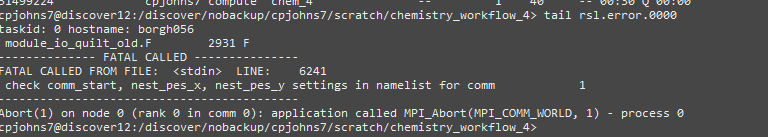 51499224 cpjohns7 compute chem_4 -- 1 40 -- 00:30 Q 00:00
cpjohns7@discover12:/discover/nobackup/cpjohns7/scratch/chemistry_workflow_4> tail rsl.error.0000
taskid: 0 hostname: borgh056
module_io_quilt_old.F 2931 F
-------------- FATAL CALLED ---------------
FATAL CALLED FROM FILE: <stdin> LINE: 6241
check comm_start, nest_pes_x, nest_pes_y settings in namelist for comm 1
-------------------------------------------
Abort(1) on node 0 (rank 0 in comm 0): application called MPI_Abort(MPI_COMM_WORLD, 1) - process 0
cpjohns7@discover12:/discover/nobackup/cpjohns7/scratch/chemistry_workflow_4>